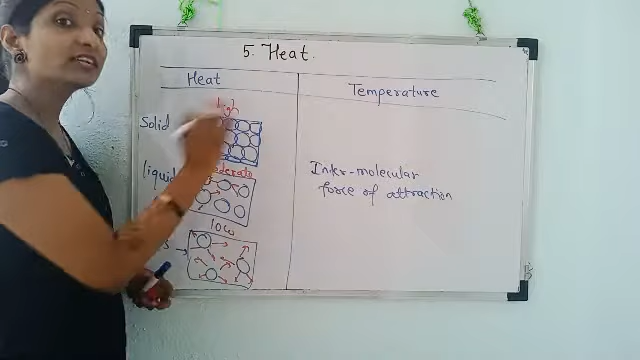 5. Heat.
Heat
Temperature
high
Solid
liquid
moderate
low
Inter-molecular
force of attraction